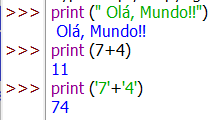 >>> print (" Olá, Mundo!!")
 Olá, Mundo!!
>>> print (7+4)
11
>>> print ('7'+'4')
74